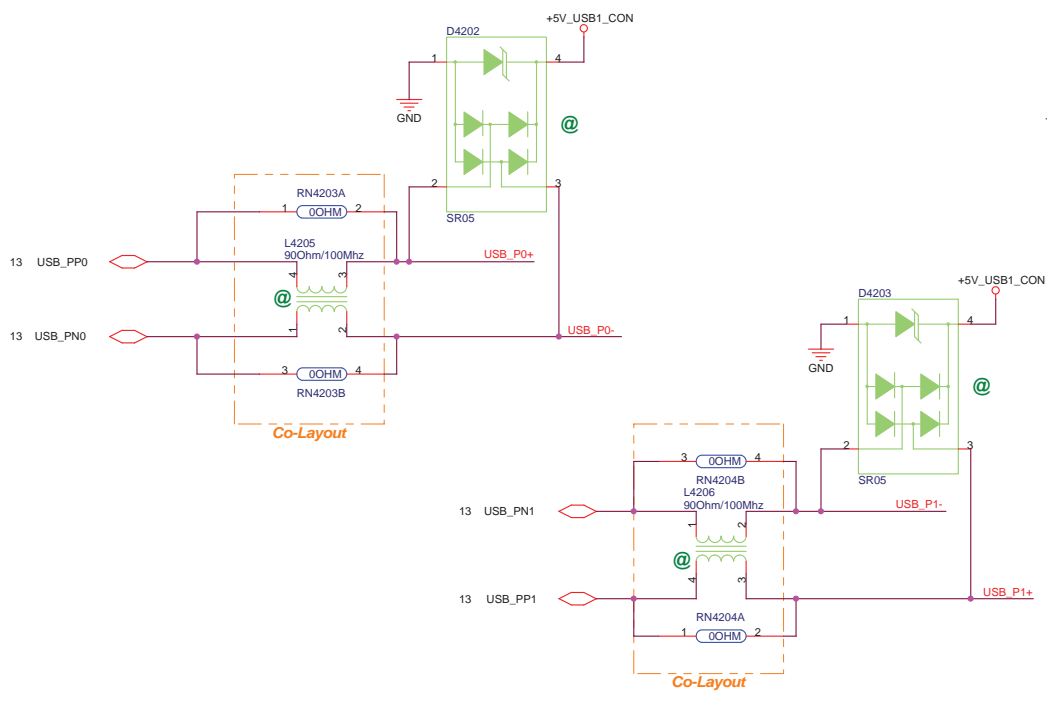 +5V_USB1_CON
D4202
1
4
GND
@
2
3
SR05
RN4203A
1
0OHM
2
L4205
90Ohm/100Mhz
13
USB_PP0
USB_P0+
4
3
@
1
2
13
USB_PN0
USB_P0-
3
0OHM
4
RN4203B
Co-Layout
+5V_USB1_CON
D4203
1
4
GND
@
2
3
SR05
3
0OHM
4
RN4204B
L4206
90Ohm/100Mhz
13
USB_PN1
USB_P1-
1
2
@
4
3
13
USB_PP1
USB_P1+
RN4204A
1
0OHM
2
Co-Layout